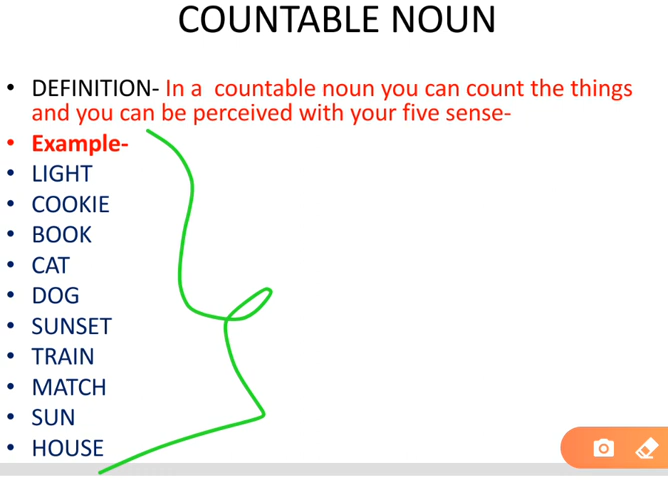 COUNTABLE NOUN
• DEFINITION- In a countable noun you can count the things
and you can be perceived with your five sense-
• Example-
• LIGHT
• COOKIE
• BOOK
• CAT
• DOG
• SUNSET
• TRAIN
• MATCH
• SUN
• HOUSE